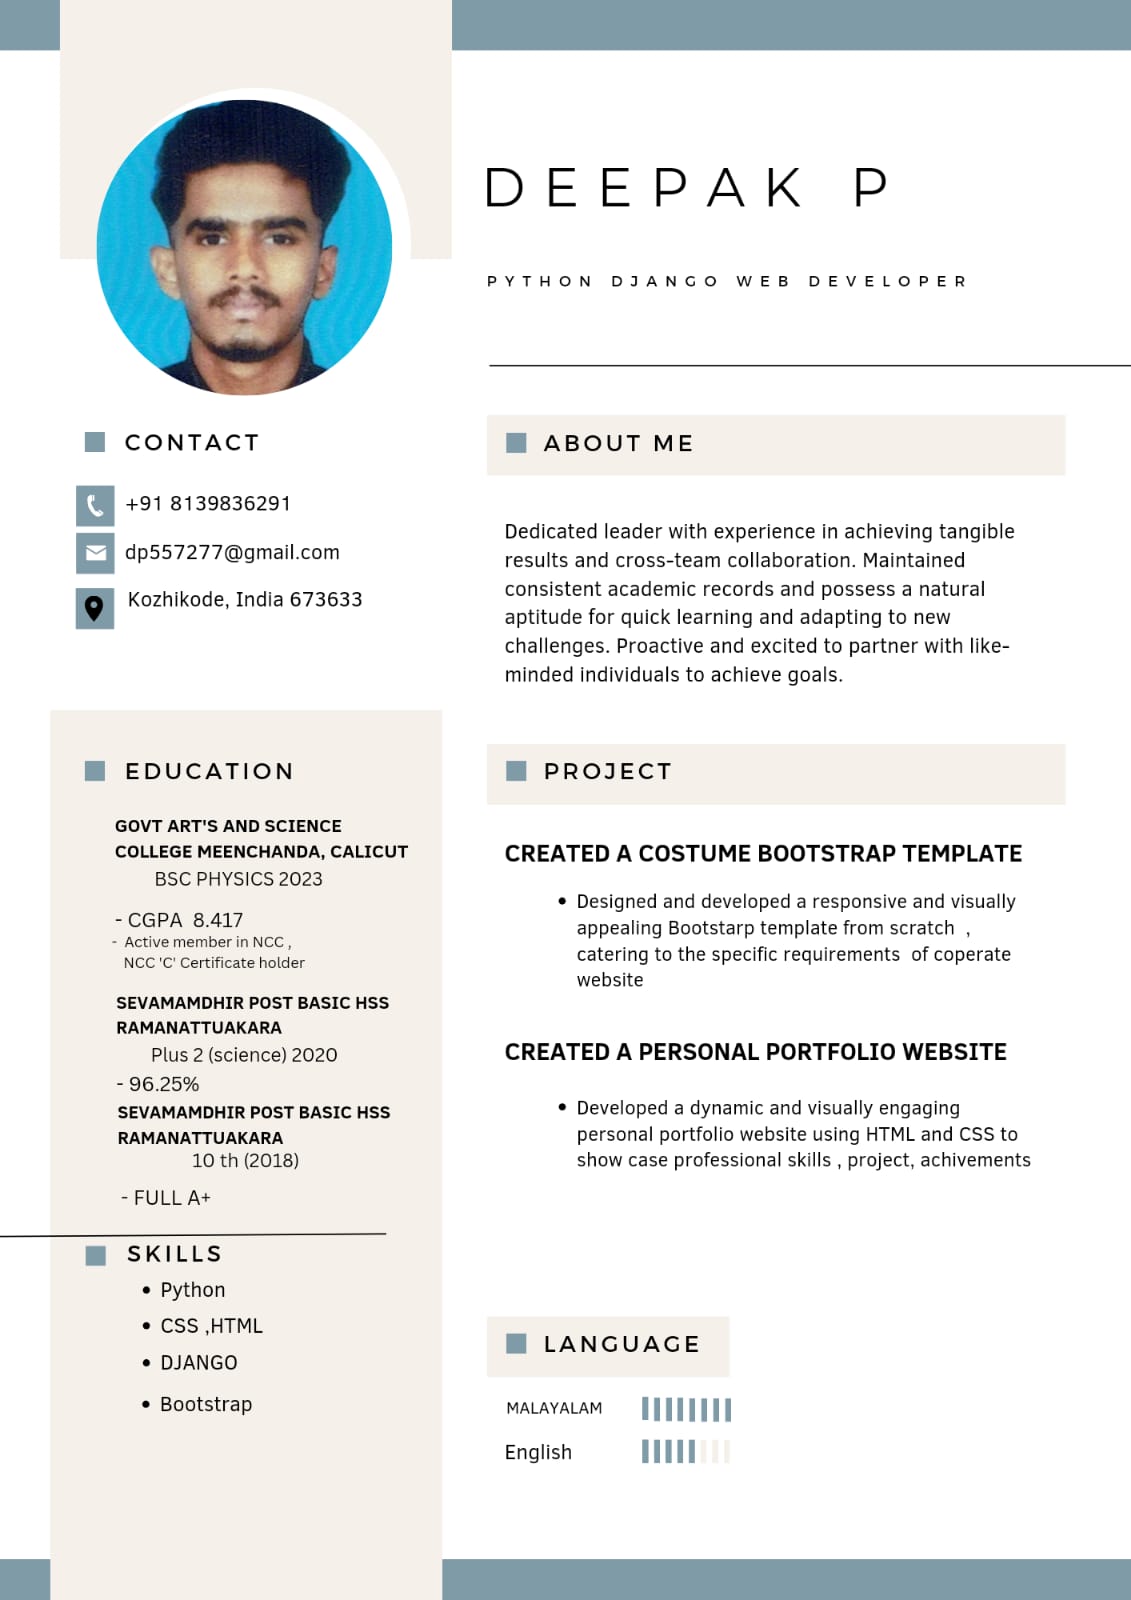 DEEPAK P
PYTHON DJANGO WEB DEVELOPER
CONTACT
+91 8139836291
dp557277@gmail.com
Kozhikode, India 673633
EDUCATION
GOVT ART'S AND SCIENCE
COLLEGE MEENCHANDA, CALICUT
BSC PHYSICS 2023
- CGPA  8.417
- Active member in NCC ,
NCC 'C' Certificate holder
SEVAMAMDHIR POST BASIC HSS
RAMANATTUAKARA
Plus 2 (science) 2020
- 96.25%
SEVAMAMDHIR POST BASIC HSS
RAMANATTUAKARA
10 th (2018)
- FULL A+
SKILLS
• Python
• CSS ,HTML
• DJANGO
• Bootstrap
ABOUT ME
Dedicated leader with experience in achieving tangible
results and cross-team collaboration. Maintained
consistent academic records and possess a natural
aptitude for quick learning and adapting to new
challenges. Proactive and excited to partner with like-
minded individuals to achieve goals.
PROJECT
CREATED A COSTUME BOOTSTRAP TEMPLATE
• Designed and developed a responsive and visually
appealing Bootstarp template from scratch  ,
catering to the specific requirements  of coperate
website
CREATED A PERSONAL PORTFOLIO WEBSITE
• Developed a dynamic and visually engaging
personal portfolio website using HTML and CSS to
show case professional skills , project, achivements
LANGUAGE
MALAYALAM
English